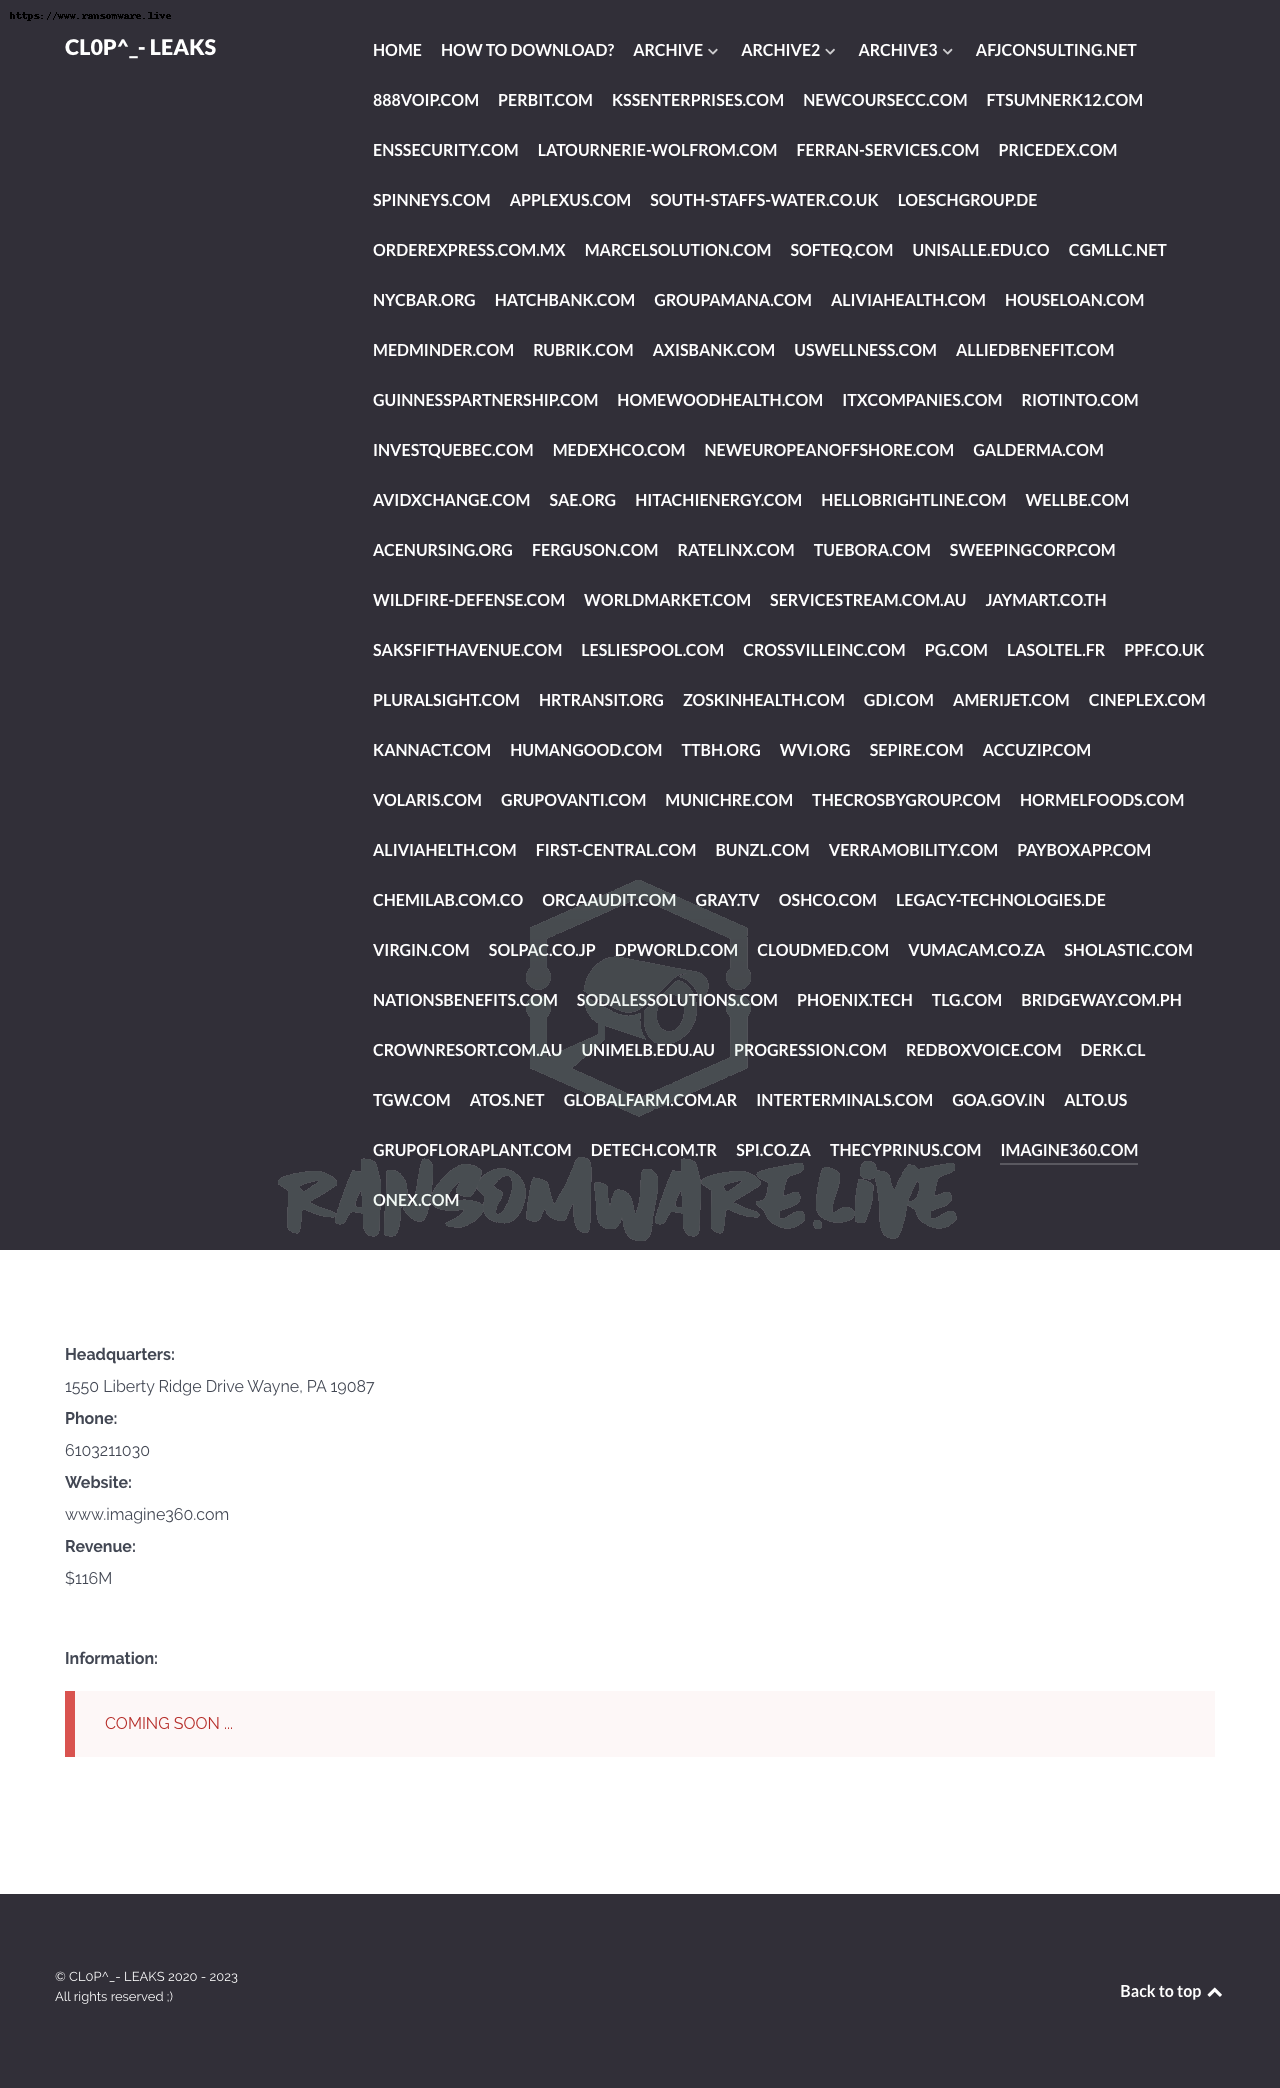 https://www.ransomware.live
CL0P^_- LEAKS
HOME HOW TO DOWNLOAD? ARCHIVE ARCHIVE2 ARCHIVE3 AFJCONSULTING.NET
888VOIP.COM PERBIT.COM KSSENTERPRISES.COM NEWCOURSECC.COM FTSUMNERK12.COM
ENSSECURITY.COM LATOURNERIE-WOLFROM.COM FERRAN-SERVICES.COM PRICEDEX.COM
SPINNEYS.COM APPLEXUS.COM SOUTH-STAFFS-WATER.CO.UK LOESCHGROUP.DE
ORDEREXPRESS.COM.MX MARCELSOLUTION.COM SOFTEQ.COM UNISALLE.EDU.CO CGMLLC.NET
NYCBAR.ORG HATCHBANK.COM GROUPAMANA.COM ALIVIAHEALTH.COM HOUSELOAN.COM
MEDMINDER.COM RUBRIK.COM AXISBANK.COM USWELLNESS.COM ALLIEDBENEFIT.COM
GUINNESSPARTNERSHIP.COM HOMEWOODHEALTH.COM ITXCOMPANIES.COM RIOTINTO.COM
INVESTQUEBEC.COM MEDEXHCO.COM NEWEUROPEANOFFSHORE.COM GALDERMA.COM
AVIDXCHANGE.COM SAE.ORG HITACHIENERGY.COM HELLOBRIGHTLINE.COM WELLBE.COM
ACENURSING.ORG FERGUSON.COM RATELINX.COM TUEBORA.COM SWEEPINGCORP.COM
WILDFIRE-DEFENSE.COM WORLDMARKET.COM SERVICESTREAM.COM.AU JAYMART.CO.TH
SAKSFIFTHAVENUE.COM LESLIESPOOL.COM CROSSVILLEINC.COM PG.COM LASOLTEL.FR PPF.CO.UK
PLURALSIGHT.COM HRTRANSIT.ORG ZOSKINHEALTH.COM GDI.COM AMERIJET.COM CINEPLEX.COM
KANNACT.COM HUMANGOOD.COM TTBH.ORG WVI.ORG SEPIRE.COM ACCUZIP.COM
VOLARIS.COM GRUPOVANTI.COM MUNICHRE.COM THECROSBYGROUP.COM HORMELFOODS.COM
ALIVIAHELTH.COM FIRST-CENTRAL.COM BUNZL.COM VERRAMOBILITY.COM PAYBOXAPP.COM
CHEMILAB.COM.CO ORCAAUDIT.COM GRAY.TV OSHCO.COM LEGACY-TECHNOLOGIES.DE
VIRGIN.COM SOLPAC.CO.JP DPWORLD.COM CLOUDMED.COM VUMACAM.CO.ZA SHOLASTIC.COM
NATIONSBENEFITS.COM SODALESSOLUTIONS.COM PHOENIX.TECH TLG.COM BRIDGEWAY.COM.PH
CROWNRESORT.COM.AU UNIMELB.EDU.AU PROGRESSION.COM REDBOXVOICE.COM DERK.CL
TGW.COM ATOS.NET GLOBALFARM.COM.AR INTERTERMINALS.COM GOA.GOV.IN ALTO.US
GRUPOFLORAPLANT.COM DETECH.COM.TR SPI.CO.ZA THECYPRINUS.COM IMAGINE360.COM
ONEX.COM
RANSOMWARE.LIVE
Headquarters:
1550 Liberty Ridge Drive Wayne, PA 19087
Phone:
6103211030
Website:
www.imagine360.com
Revenue:
$116M
Information:
COMING SOON ...
© CL0P^_- LEAKS 2020 - 2023
All rights reserved ;)
Back to top